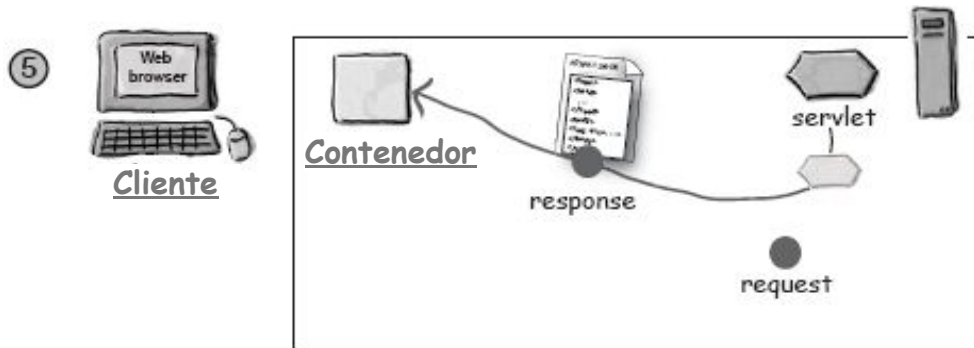 5
Web
browser
Cliente
Contenedor
response
servlet
request